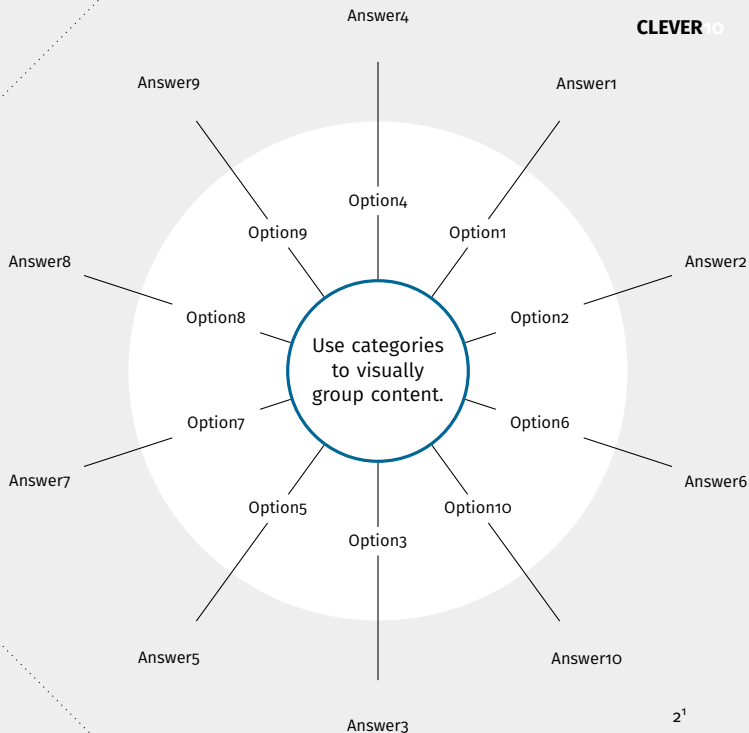 Answer4
CLEVER10
Answer9
Answer1
Option4
Option9
Option1
Answer8
Answer2
Option8
Option2
Use categories
to visually
group content.
Option7
Option6
Answer7
Answer6
Option5
Option10
Option3
Answer5
Answer10
2¹
Answer3